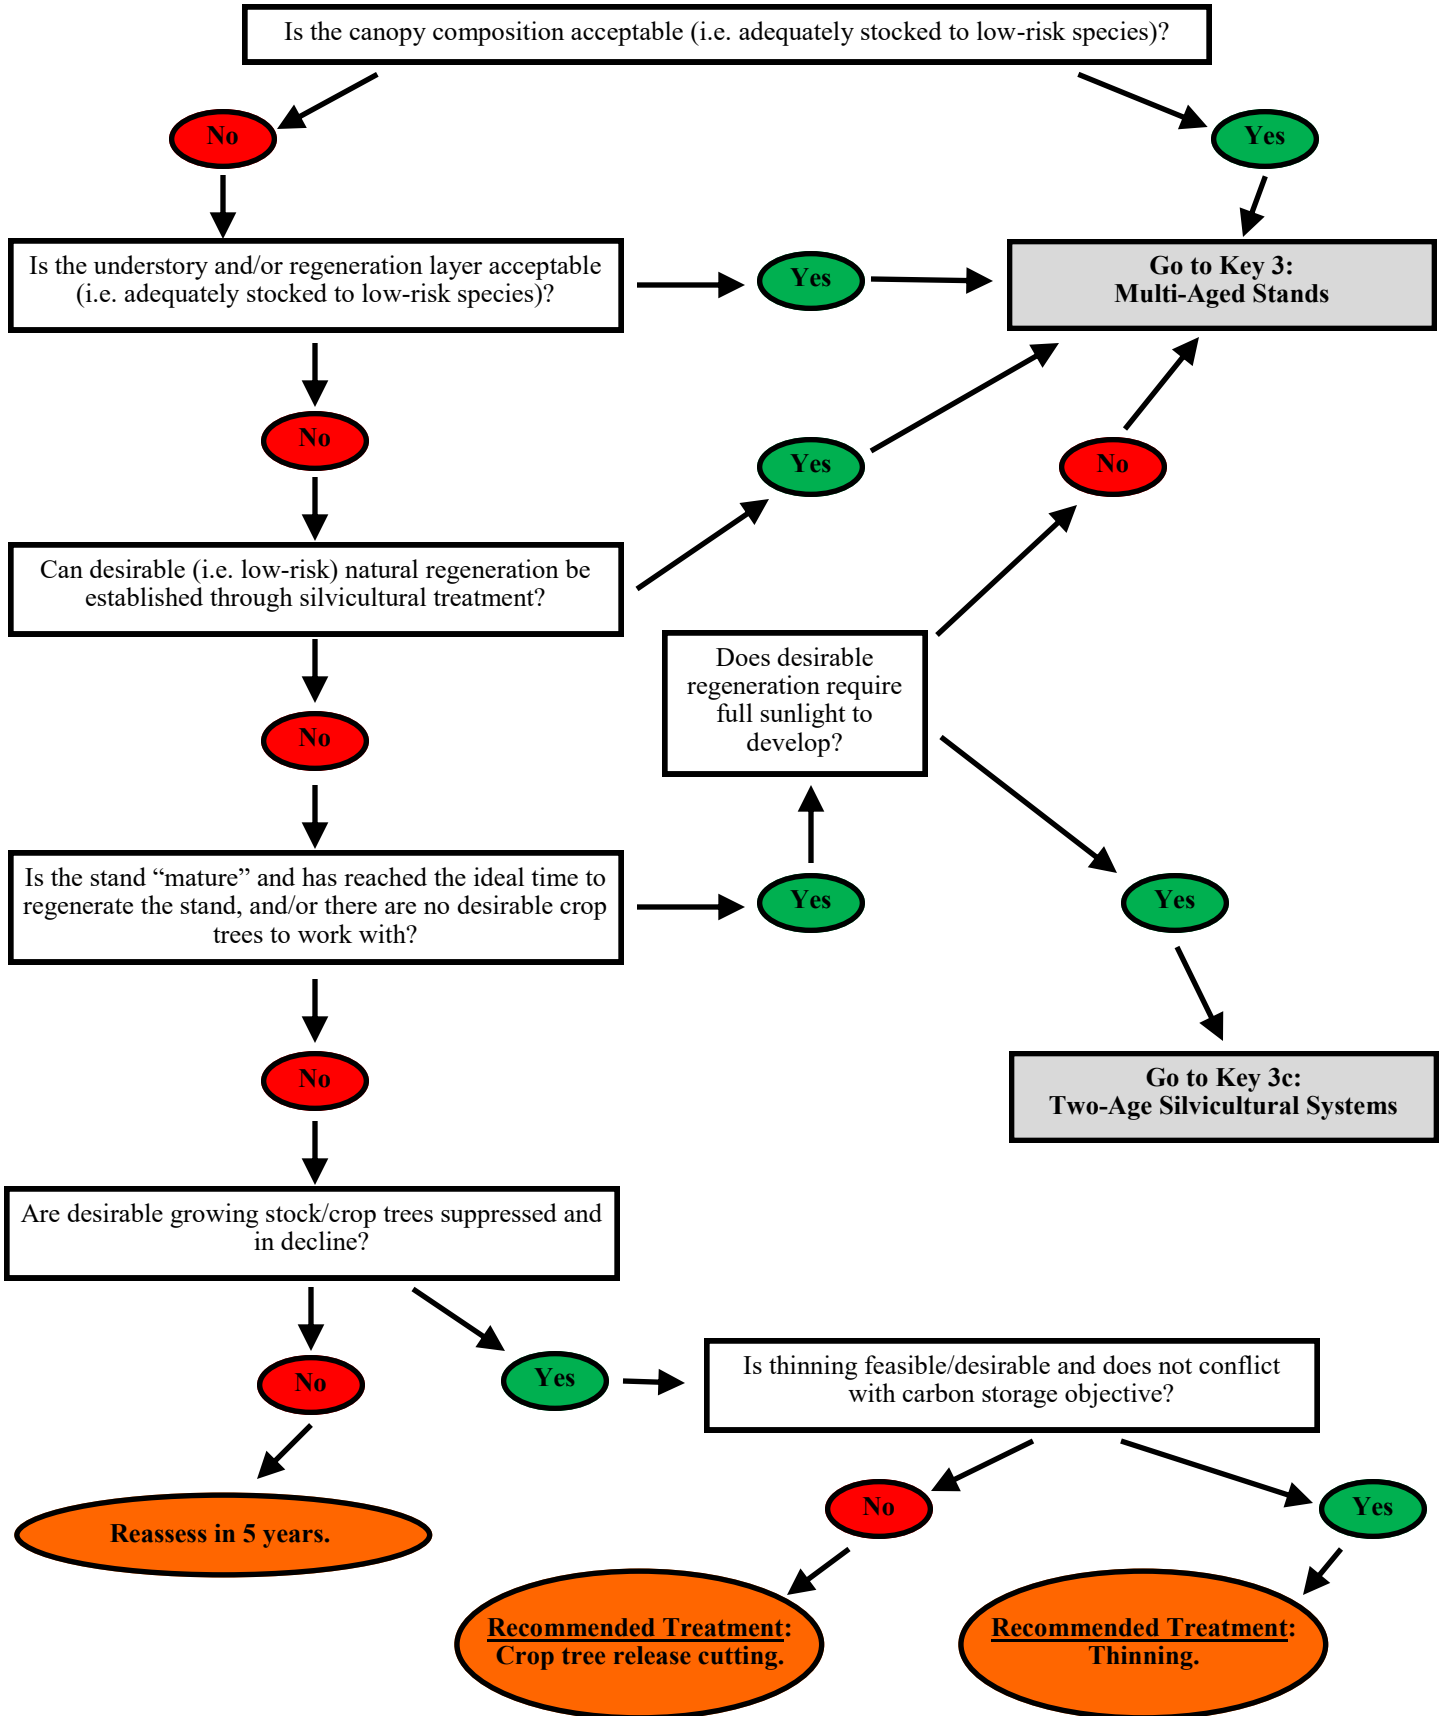 Is the canopy composition acceptable (i.e. adequately stocked to low-risk species)?
No
Yes
Is the understory and/or regeneration layer acceptable
(i.e. adequately stocked to low-risk species)?
Yes
Go to Key 3:
Multi-Aged Stands
No
Yes
No
Can desirable (i.e. low-risk) natural regeneration be
established through silvicultural treatment?
Does desirable
regeneration require
full sunlight to
develop?
No
Is the stand “mature” and has reached the ideal time to
regenerate the stand, and/or there are no desirable crop
trees to work with?
Yes
Yes
No
Go to Key 3c:
Two-Age Silvicultural Systems
Are desirable growing stock/crop trees suppressed and
in decline?
No
Yes
Is thinning feasible/desirable and does not conflict
with carbon storage objective?
No
Yes
Reassess in 5 years.
Recommended Treatment:
Crop tree release cutting.
Recommended Treatment:
Thinning.